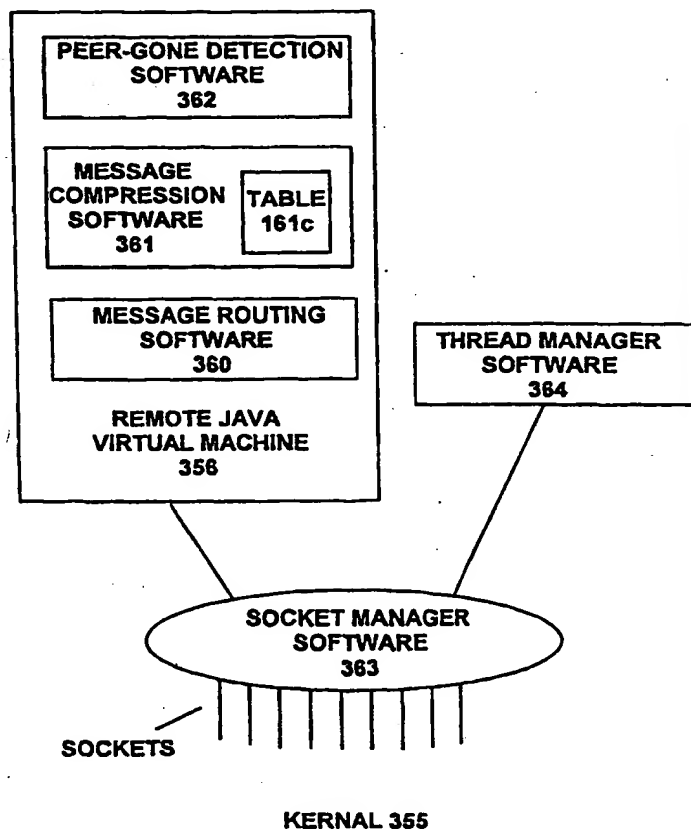 PEER-GONE DETECTION
SOFTWARE
362
MESSAGE
COMPRESSION
SOFTWARE
361
TABLE
161c
MESSAGE ROUTING
SOFTWARE
360
REMOTE JAVA
VIRTUAL MACHINE
356
THREAD MANAGER
SOFTWARE
364
SOCKET MANAGER
SOFTWARE
363
SOCKETS
KERNAL 355